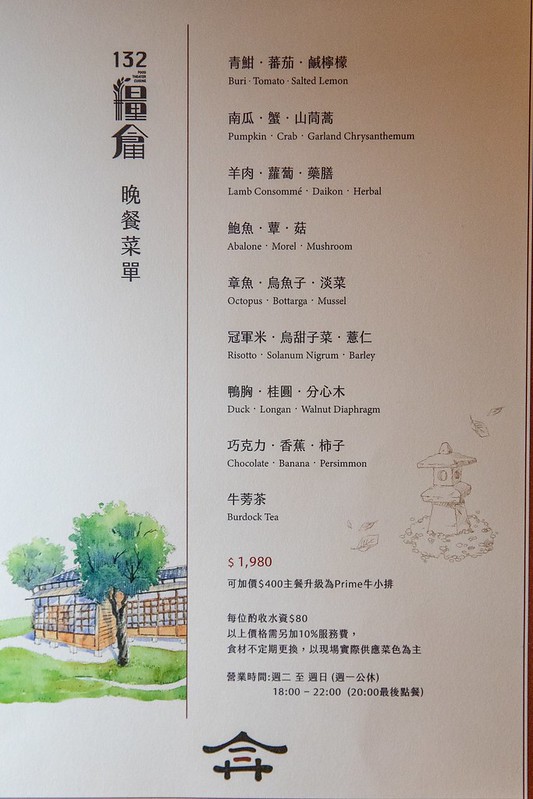 132
FOOD
THEATER
CUISINE
糧倉
晚餐菜單
青魽・蕃茄・鹹檸檬
Buri · Tomato · Salted Lemon
南瓜・蟹・山茼蒿
Pumpkin · Crab · Garland Chrysanthemum
羊肉・蘿蔔・藥膳
Lamb Consommé · Daikon · Herbal
鮑魚・蕈・菇
Abalone · Morel · Mushroom
章魚・烏魚子・淡菜
Octopus · Bottarga · Mussel
冠軍米・烏甜子菜・薏仁
Risotto · Solanum Nigrum · Barley
鴨胸・桂圓・分心木
Duck · Longan · Walnut Diaphragm
巧克力・香蕉・柿子
Chocolate · Banana · Persimmon
牛蒡茶
Burdock Tea
$ 1,980
可加價$400主餐升級為Prime牛小排
每位酌收水資$80
以上價格需另加10%服務費，
食材不定期更換，以現場實際供應菜色為主
營業時間:週二 至 週日 (週一公休)
18:00 – 22:00 (20:00最後點餐)